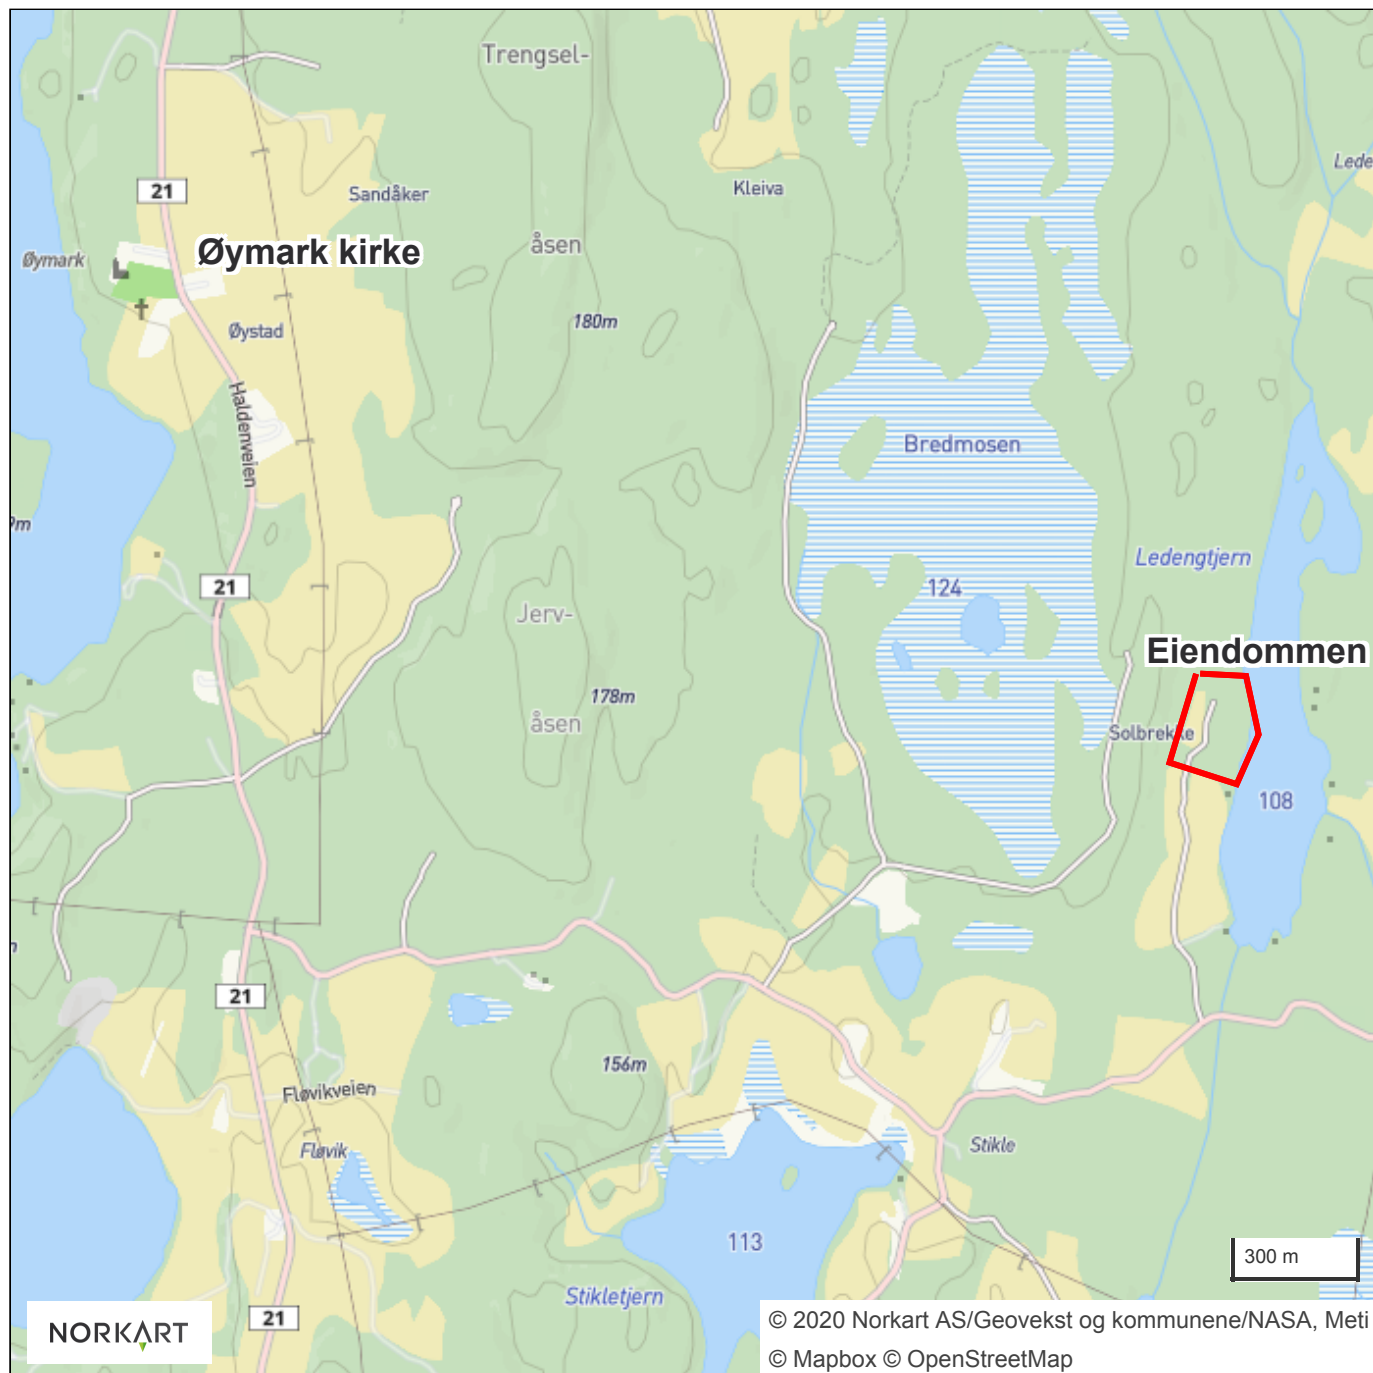 Trengsel-
Lede
Kleiva
21
Sandåker
Øymark kirke
åsen
Øymark
180m
Øystad
Haldenveien
Bredmosen
9m
Ledengtjern
21
124
Jerv-
Eiendommen
178m
åsen
Solbrekke
108
21
156m
Fløvikveien
Stikle
Fløvik
113
300 m
Stikletjern
21
NORKART
© 2020 Norkart AS/Geovekst og kommunene/NASA, Meti
© Mapbox © OpenStreetMap